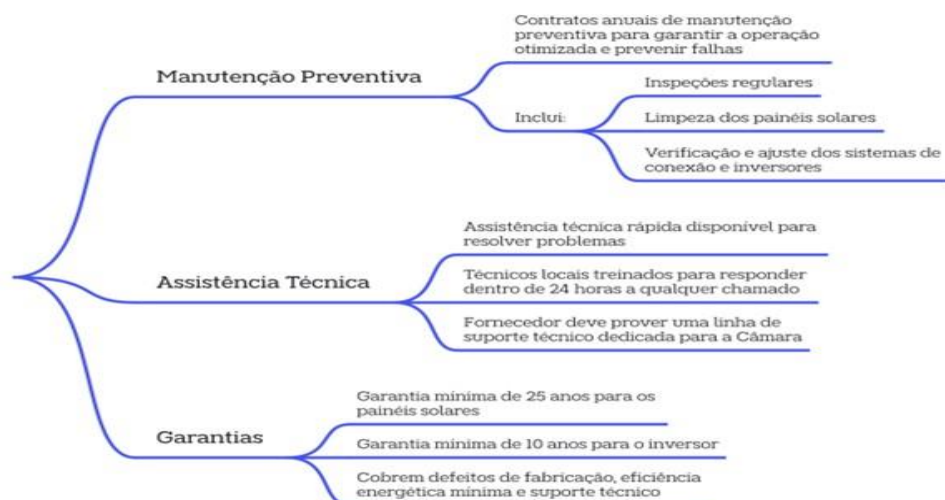 Manutenção Preventiva
Contratos anuais de manutenção
preventiva para garantir a operação
otimizada e prevenir falhas
Inclui:
Inspeções regulares
Limpeza dos painéis solares
Verificação e ajuste dos sistemas de
conexão e inversores
Assistência Técnica
Assistência técnica rápida disponível para
resolver problemas
Técnicos locais treinados para responder
dentro de 24 horas a qualquer chamado
Fornecedor deve prover uma linha de
suporte técnico dedicada para a Câmara
Garantias
Garantia mínima de 25 anos para os
painéis solares
Garantia mínima de 10 anos para o inversor
Cobrem defeitos de fabricação, eficiência
energética mínima e suporte técnico